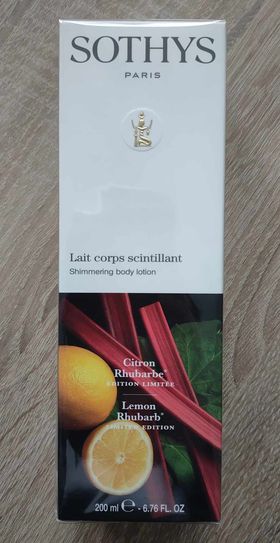 SOTHYS
PARIS
Lait corps scintillant
Shimmering body lotion
Citron
Rhubarbe*
EDITION LIMITÉE
Lemon
Rhubarb*
LIMITED EDITION
200 ml ℮ - 6.76 FL. OZ